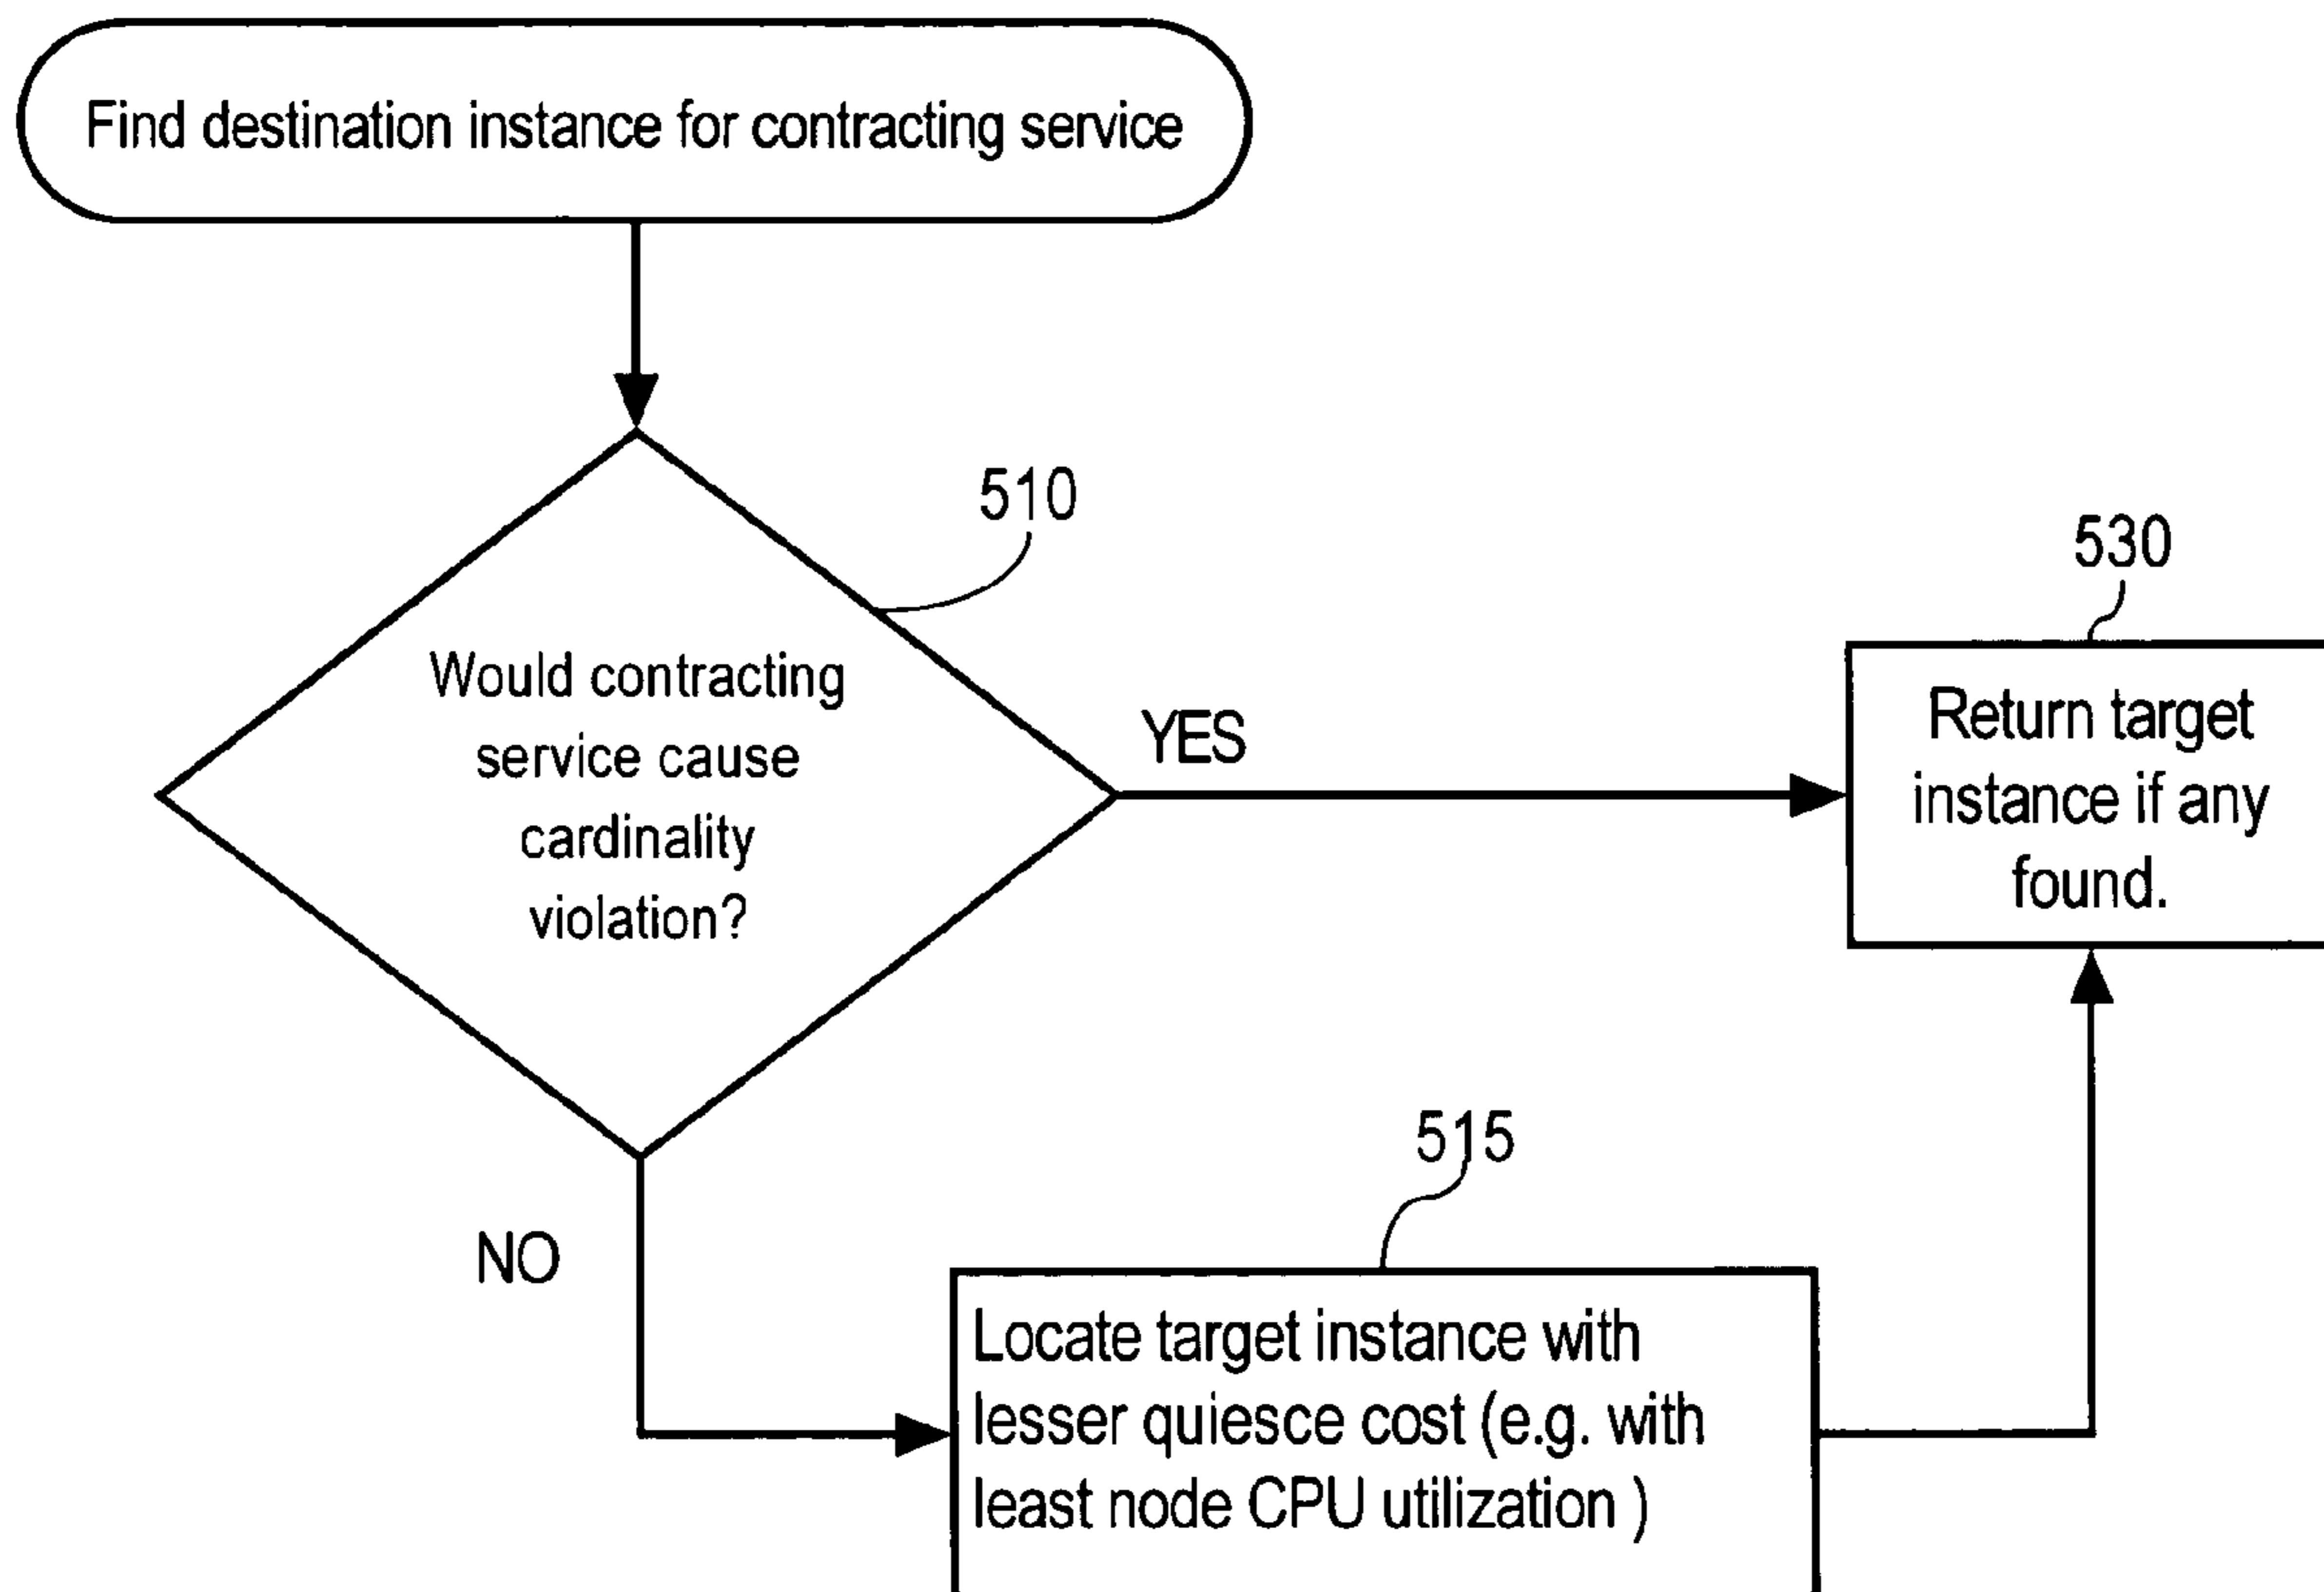 Find destination instance for contracting service
510
Would contracting
service cause
cardinality
violation?
YES
530
Return target
instance if any
found.
NO
515
Locate target instance with
lesser quiesce cost (e.g. with
least node CPU utilization )